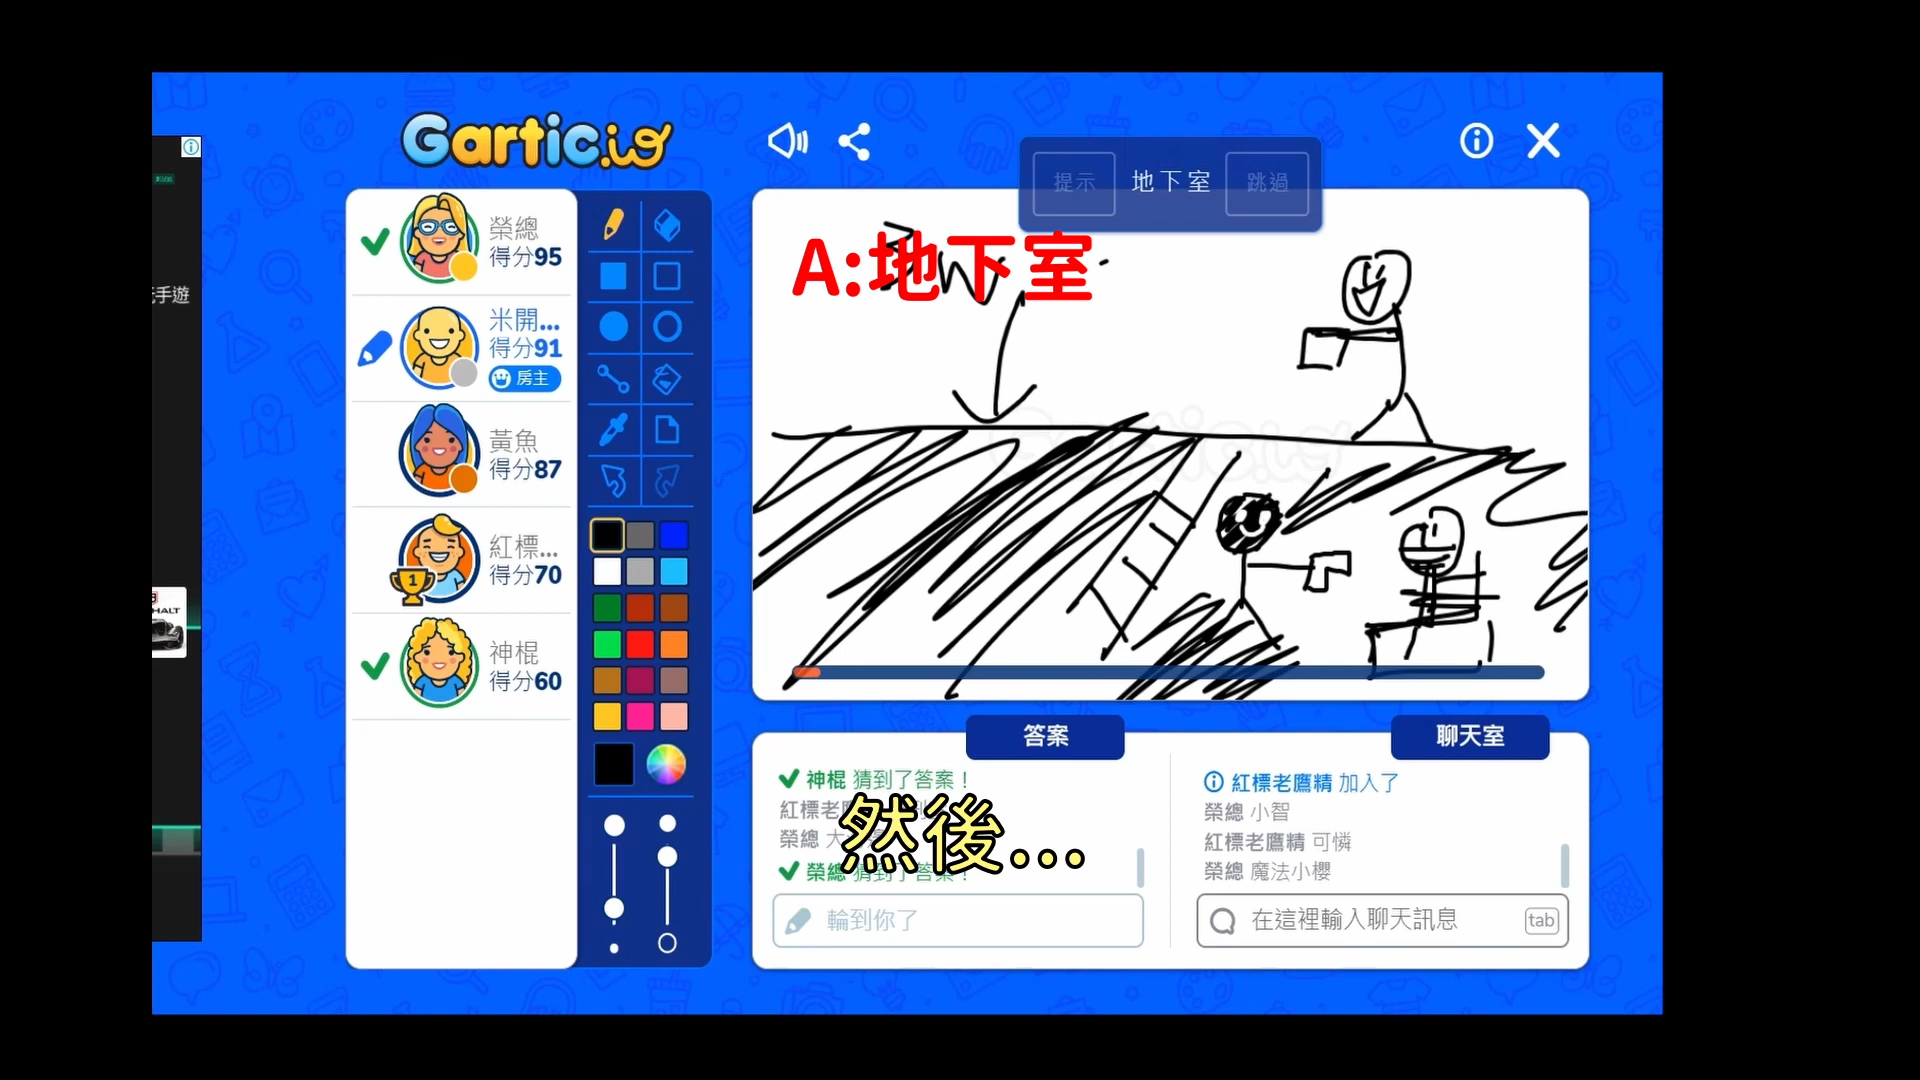 Gartic.io
提示
地下室
跳過
手遊
HALT
榮總
得分95
米開...
得分91
房主
黃魚
得分87
紅標...
得分70
1
神棍
得分60
A:地下室
Gartic.io
答案
神棍 猜到了答案！
紅標老
榮總 大
榮總 猜到了答案！
輪到你了
然後...
聊天室
紅標老鷹精 加入了
榮總 小智
紅標老鷹精 可憐
榮總 魔法小櫻
在這裡輸入聊天訊息
tab